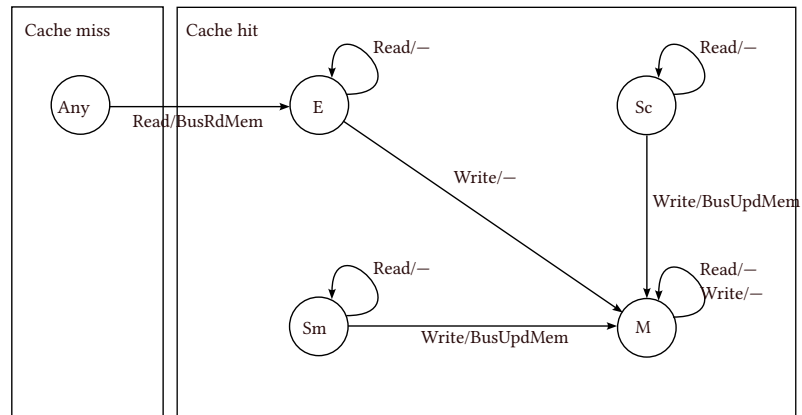 Cache miss
Cache hit
Read/—
Read/—
Any
E
Sc
Read/BusRdMem
Write/—
Write/BusUpdMem
Read/—
Read/—
Write/—
Sm
M
Write/BusUpdMem